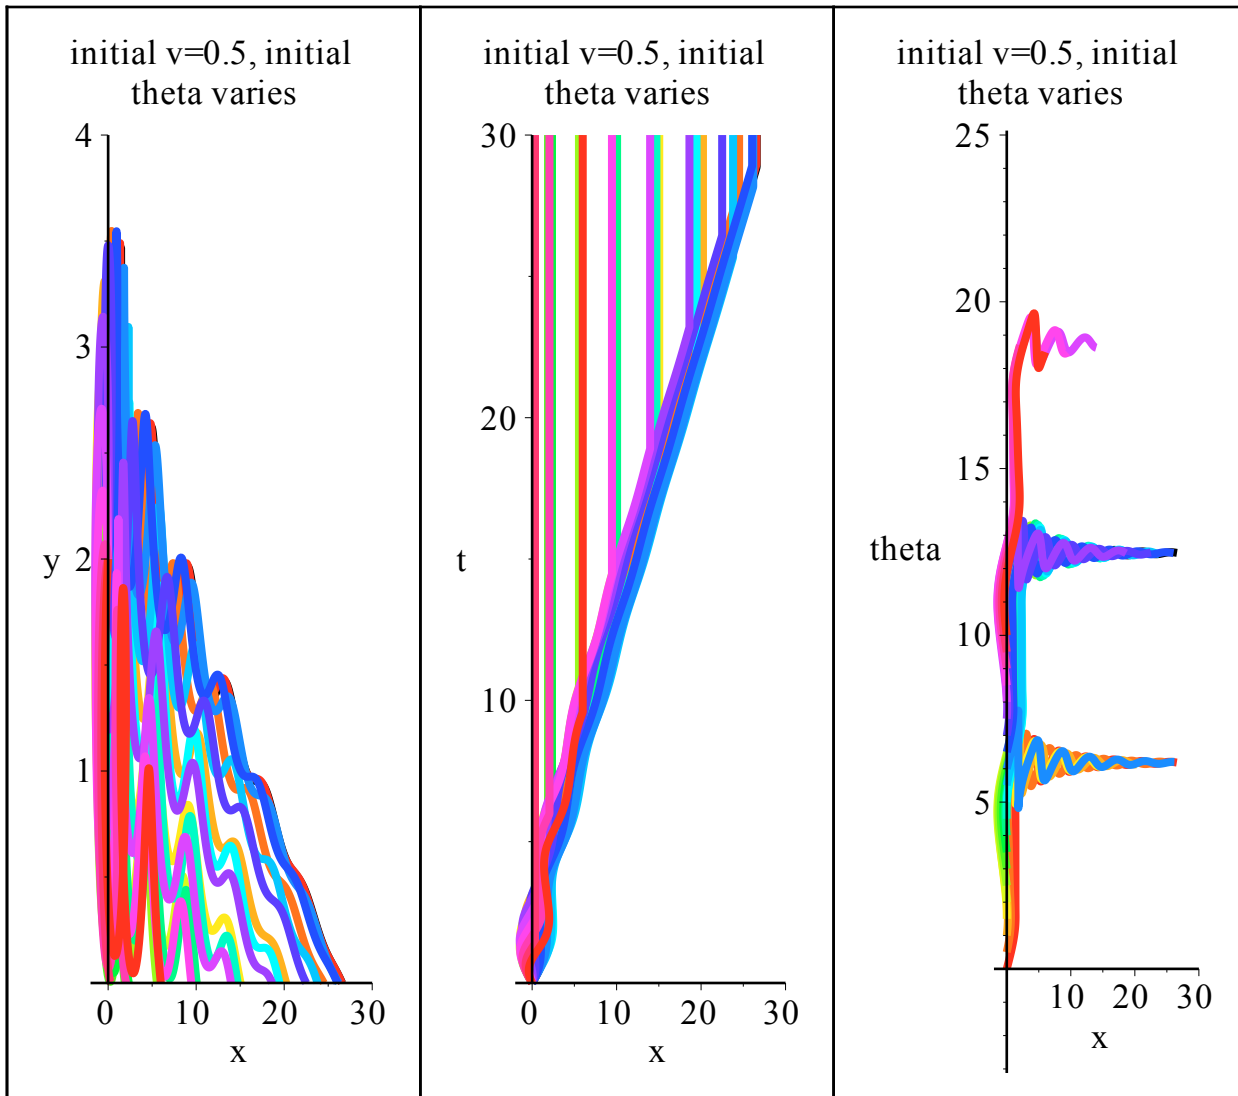 initial v=0.5, initial
theta varies
4
3
y
2
1
0
10
20
30
x
initial v=0.5, initial
theta varies
30
20
t
10
0
10
20
30
x
initial v=0.5, initial
theta varies
25
20
15
theta
10
5
10
20
30
x